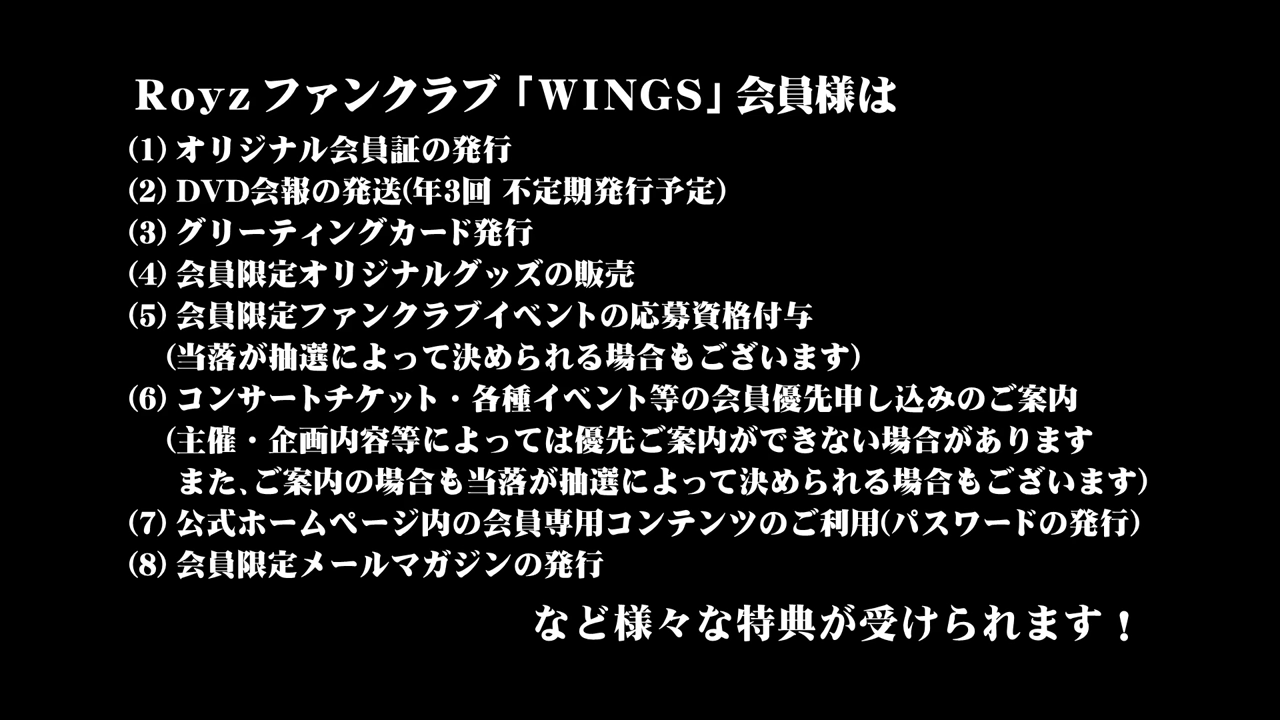 Royzファンクラブ「WINGS」会員様は
(1) オリジナル会員証の発行
(2) DVD会報の発送(年3回 不定期発行予定)
(3) グリーティングカード発行
(4) 会員限定オリジナルグッズの販売
(5) 会員限定ファンクラブイベントの応募資格付与
(当落が抽選によって決められる場合もございます)
(6) コンサートチケット・各種イベント等の会員優先申し込みのご案内
(主催・企画内容等によっては優先ご案内ができない場合があります
また、ご案内の場合も当落が抽選によって決められる場合もございます)
(7) 公式ホームページ内の会員専用コンテンツのご利用(パスワードの発行)
(8) 会員限定メールマガジンの発行
など様々な特典が受けられます！